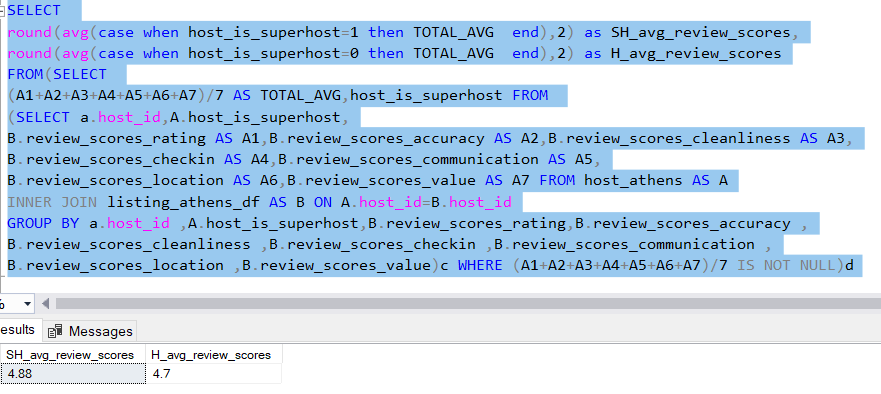 SELECT
round(avg(case when host_is_superhost=1 then TOTAL_AVG  end),2) as SH_avg_review_scores,
round(avg(case when host_is_superhost=0 then TOTAL_AVG  end),2) as H_avg_review_scores
FROM(SELECT
(A1+A2+A3+A4+A5+A6+A7)/7 AS TOTAL_AVG,host_is_superhost FROM
(SELECT a.host_id,A.host_is_superhost,
B.review_scores_rating AS A1,B.review_scores_accuracy AS A2,B.review_scores_cleanliness AS A3,
B.review_scores_checkin AS A4,B.review_scores_communication AS A5,
B.review_scores_location AS A6,B.review_scores_value AS A7 FROM host_athens AS A
INNER JOIN listing_athens_df AS B ON A.host_id=B.host_id
GROUP BY a.host_id ,A.host_is_superhost,B.review_scores_rating,B.review_scores_accuracy ,
B.review_scores_cleanliness ,B.review_scores_checkin ,B.review_scores_communication ,
B.review_scores_location ,B.review_scores_value)c WHERE (A1+A2+A3+A4+A5+A6+A7)/7 IS NOT NULL)d
%
esults Messages
SH_avg_review_scores H_avg_review_scores
4.88 4.7